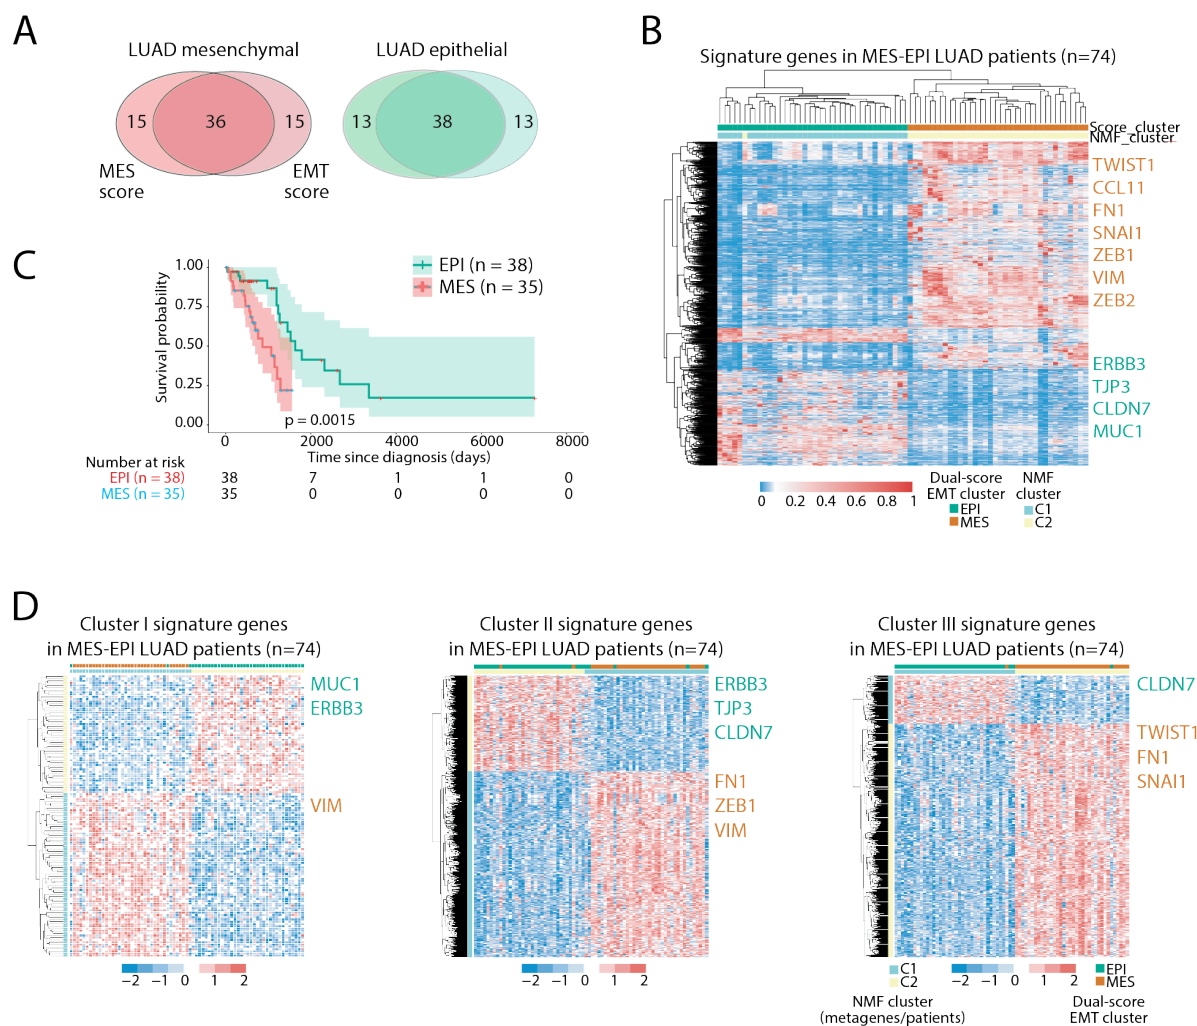 A
LUAD mesenchymal
LUAD epithelial
15
36
15
13
38
13
MES
score
EMT
score
B
Signature genes in MES-EPI LUAD patients (n=74)
Score_cluster
NMF_cluster
TWIST1
CCL11
FN1
SNAI1
ZEB1
VIM
ZEB2
ERBB3
TJP3
CLDN7
MUC1
0 0.2 0.4 0.6 0.8 1
Dual-score
EMT cluster
EPI
MES
NMF
cluster
C1
C2
C
EPI (n = 38)
MES (n = 35)
Survival probability
1.00
0.75
0.50
0.25
0.00
p = 0.0015
0 2000 4000 6000 8000
Time since diagnosis (days)
Number at risk
EPI (n = 38) 38 7 1 1 0
MES (n = 35) 35 0 0 0 0
D
Cluster I signature genes
in MES-EPI LUAD patients (n=74)
MUC1
ERBB3
VIM
−2 −1 0 1 2
Cluster II signature genes
in MES-EPI LUAD patients (n=74)
ERBB3
TJP3
CLDN7
FN1
ZEB1
VIM
−2 −1 0 1 2
Cluster III signature genes
in MES-EPI LUAD patients (n=74)
CLDN7
TWIST1
FN1
SNAI1
C1
C2
NMF cluster
(metagenes/patients)
−2 −1 0 1 2
EPI
MES
Dual-score
EMT cluster